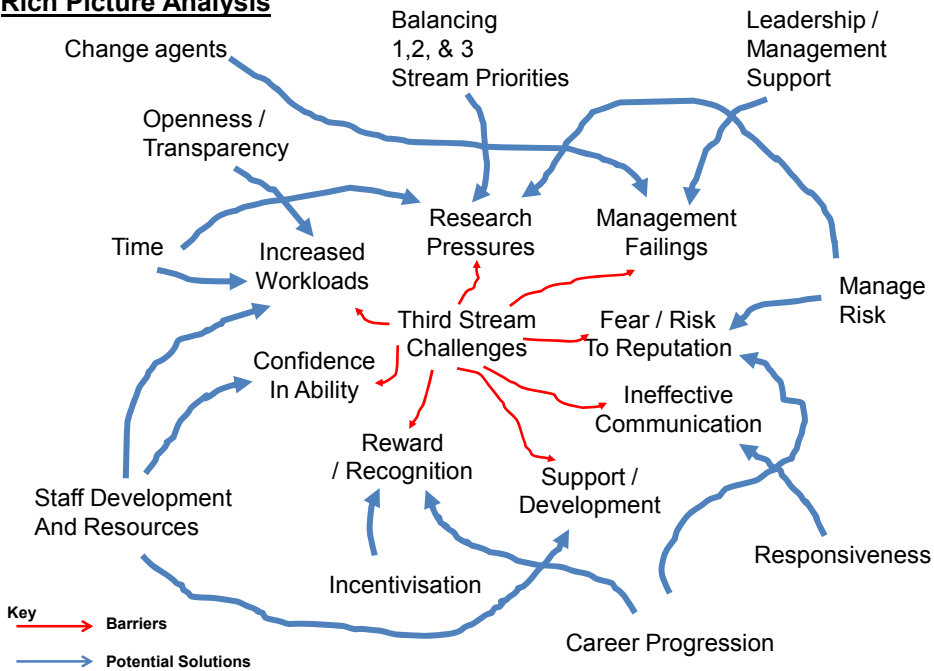 Rich Picture Analysis
Balancing
1,2, & 3
Stream Priorities
Leadership /
Management
Support
Change agents
Openness /
Transparency
Time
Increased
Workloads
Research
Pressures
Management
Failings
Manage
Risk
Third Stream
Challenges
Fear / Risk
To Reputation
Confidence
In Ability
Ineffective
Communication
Reward
/ Recognition
Support /
Development
Staff Development
And Resources
Incentivisation
Responsiveness
Career Progression
Key
Barriers
Potential Solutions